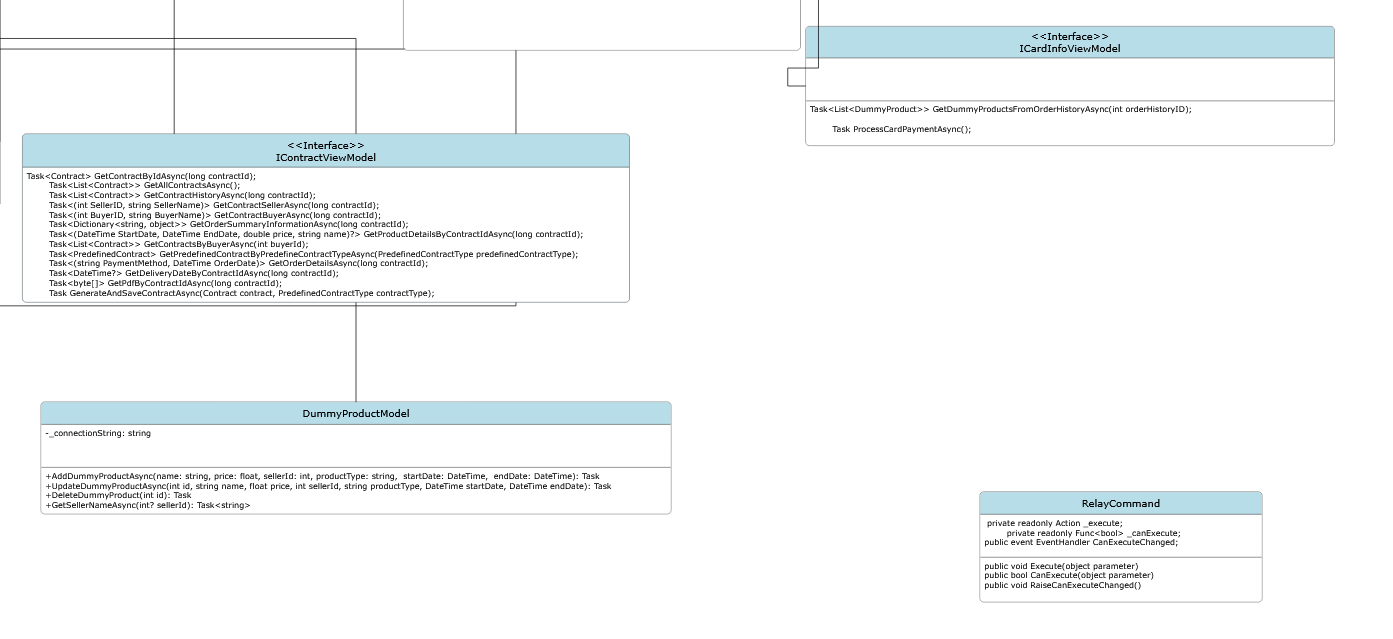 <<Interface>>
ICardInfoViewModel
Task<List<DummyProduct>> GetDummyProductsFromOrderHistoryAsync(int orderHistoryID);
Task ProcessCardPaymentAsync();
<<Interface>>
IContractViewModel
Task<Contract> GetContractByIdAsync(long contractId);
Task<List<Contract>> GetAllContractsAsync();
Task<List<Contract>> GetContractHistoryAsync(long contractId);
Task<(int SellerID, string SellerName)> GetContractSellerAsync(long contractId);
Task<(int BuyerID, string BuyerName)> GetContractBuyerAsync(long contractId);
Task<Dictionary<string, object>> GetOrderSummaryInformationAsync(long contractId);
Task<(DateTime StartDate, DateTime EndDate, double price, string name)?> GetProductDetailsByContractIdAsync(long contractId);
Task<List<Contract>> GetContractsByBuyerAsync(int buyerId);
Task<PredefinedContract> GetPredefinedContractByPredefineContractTypeAsync(PredefinedContractType predefinedContractType);
Task<(string PaymentMethod, DateTime OrderDate)> GetOrderDetailsAsync(long contractId);
Task<DateTime?> GetDeliveryDateByContractIdAsync(long contractId);
Task<byte[]> GetPdfByContractIdAsync(long contractId);
Task GenerateAndSaveContractAsync(Contract contract, PredefinedContractType contractType);
DummyProductModel
-_connectionString: string
+AddDummyProductAsync(name: string, price: float, sellerId: int, productType: string,  startDate: DateTime,  endDate: DateTime): Task
+UpdateDummyProductAsync(int id, string name, float price, int sellerId, string productType, DateTime startDate, DateTime endDate): Task
+DeleteDummyProduct(int id): Task
+GetSellerNameAsync(int? sellerId): Task<string>
RelayCommand
private readonly Action _execute;
private readonly Func<bool> _canExecute;
public event EventHandler CanExecuteChanged;
public void Execute(object parameter)
public bool CanExecute(object parameter)
public void RaiseCanExecuteChanged()